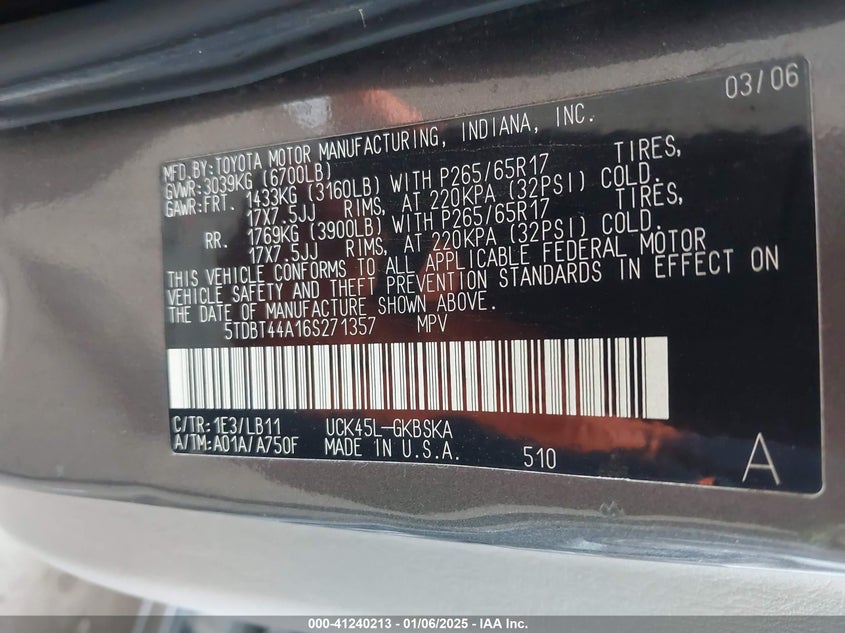 03/06
MFD.BY:TOYOTA MOTOR MANUFACTURING, INDIANA, INC.
GVWR:3039KG (6700LB)
GAWR:FRT. 1433KG (3160LB) WITH P265/65R17 TIRES,
17X7.5JJ RIMS, AT 220KPA (32PSI) COLD.
RR. 1769KG (3900LB) WITH P265/65R17 TIRES,
17X7.5JJ RIMS, AT 220KPA (32PSI) COLD.
THIS VEHICLE CONFORMS TO ALL APPLICABLE FEDERAL MOTOR
VEHICLE SAFETY AND THEFT PREVENTION STANDARDS IN EFFECT ON
THE DATE OF MANUFACTURE SHOWN ABOVE.
5TDBT44A16S271357 MPV
C/TR:1E3/LB11 UCK45L-GKBSKA
A/TM:A01A/A750F MADE IN U.S.A. 510 A
000-41240213 - 01/06/2025 - IAA Inc.